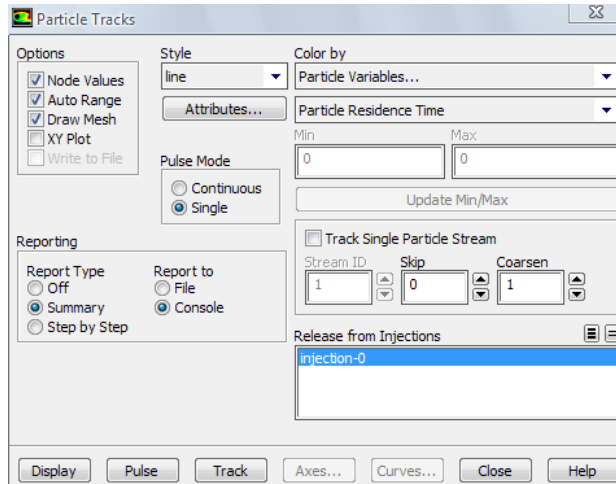 Particle Tracks
Options
Node Values
Auto Range
Draw Mesh
XY Plot
Write to File
Style
line
Attributes...
Pulse Mode
Continuous
Single
Color by
Particle Variables...
Particle Residence Time
Min Max
0 0
Update Min/Max
Track Single Particle Stream
Stream ID Skip Coarsen
1 0 1
Reporting
Report Type
Off
Summary
Step by Step
Report to
File
Console
Release from Injections
injection-0
Display Pulse Track Axes... Curves... Close Help